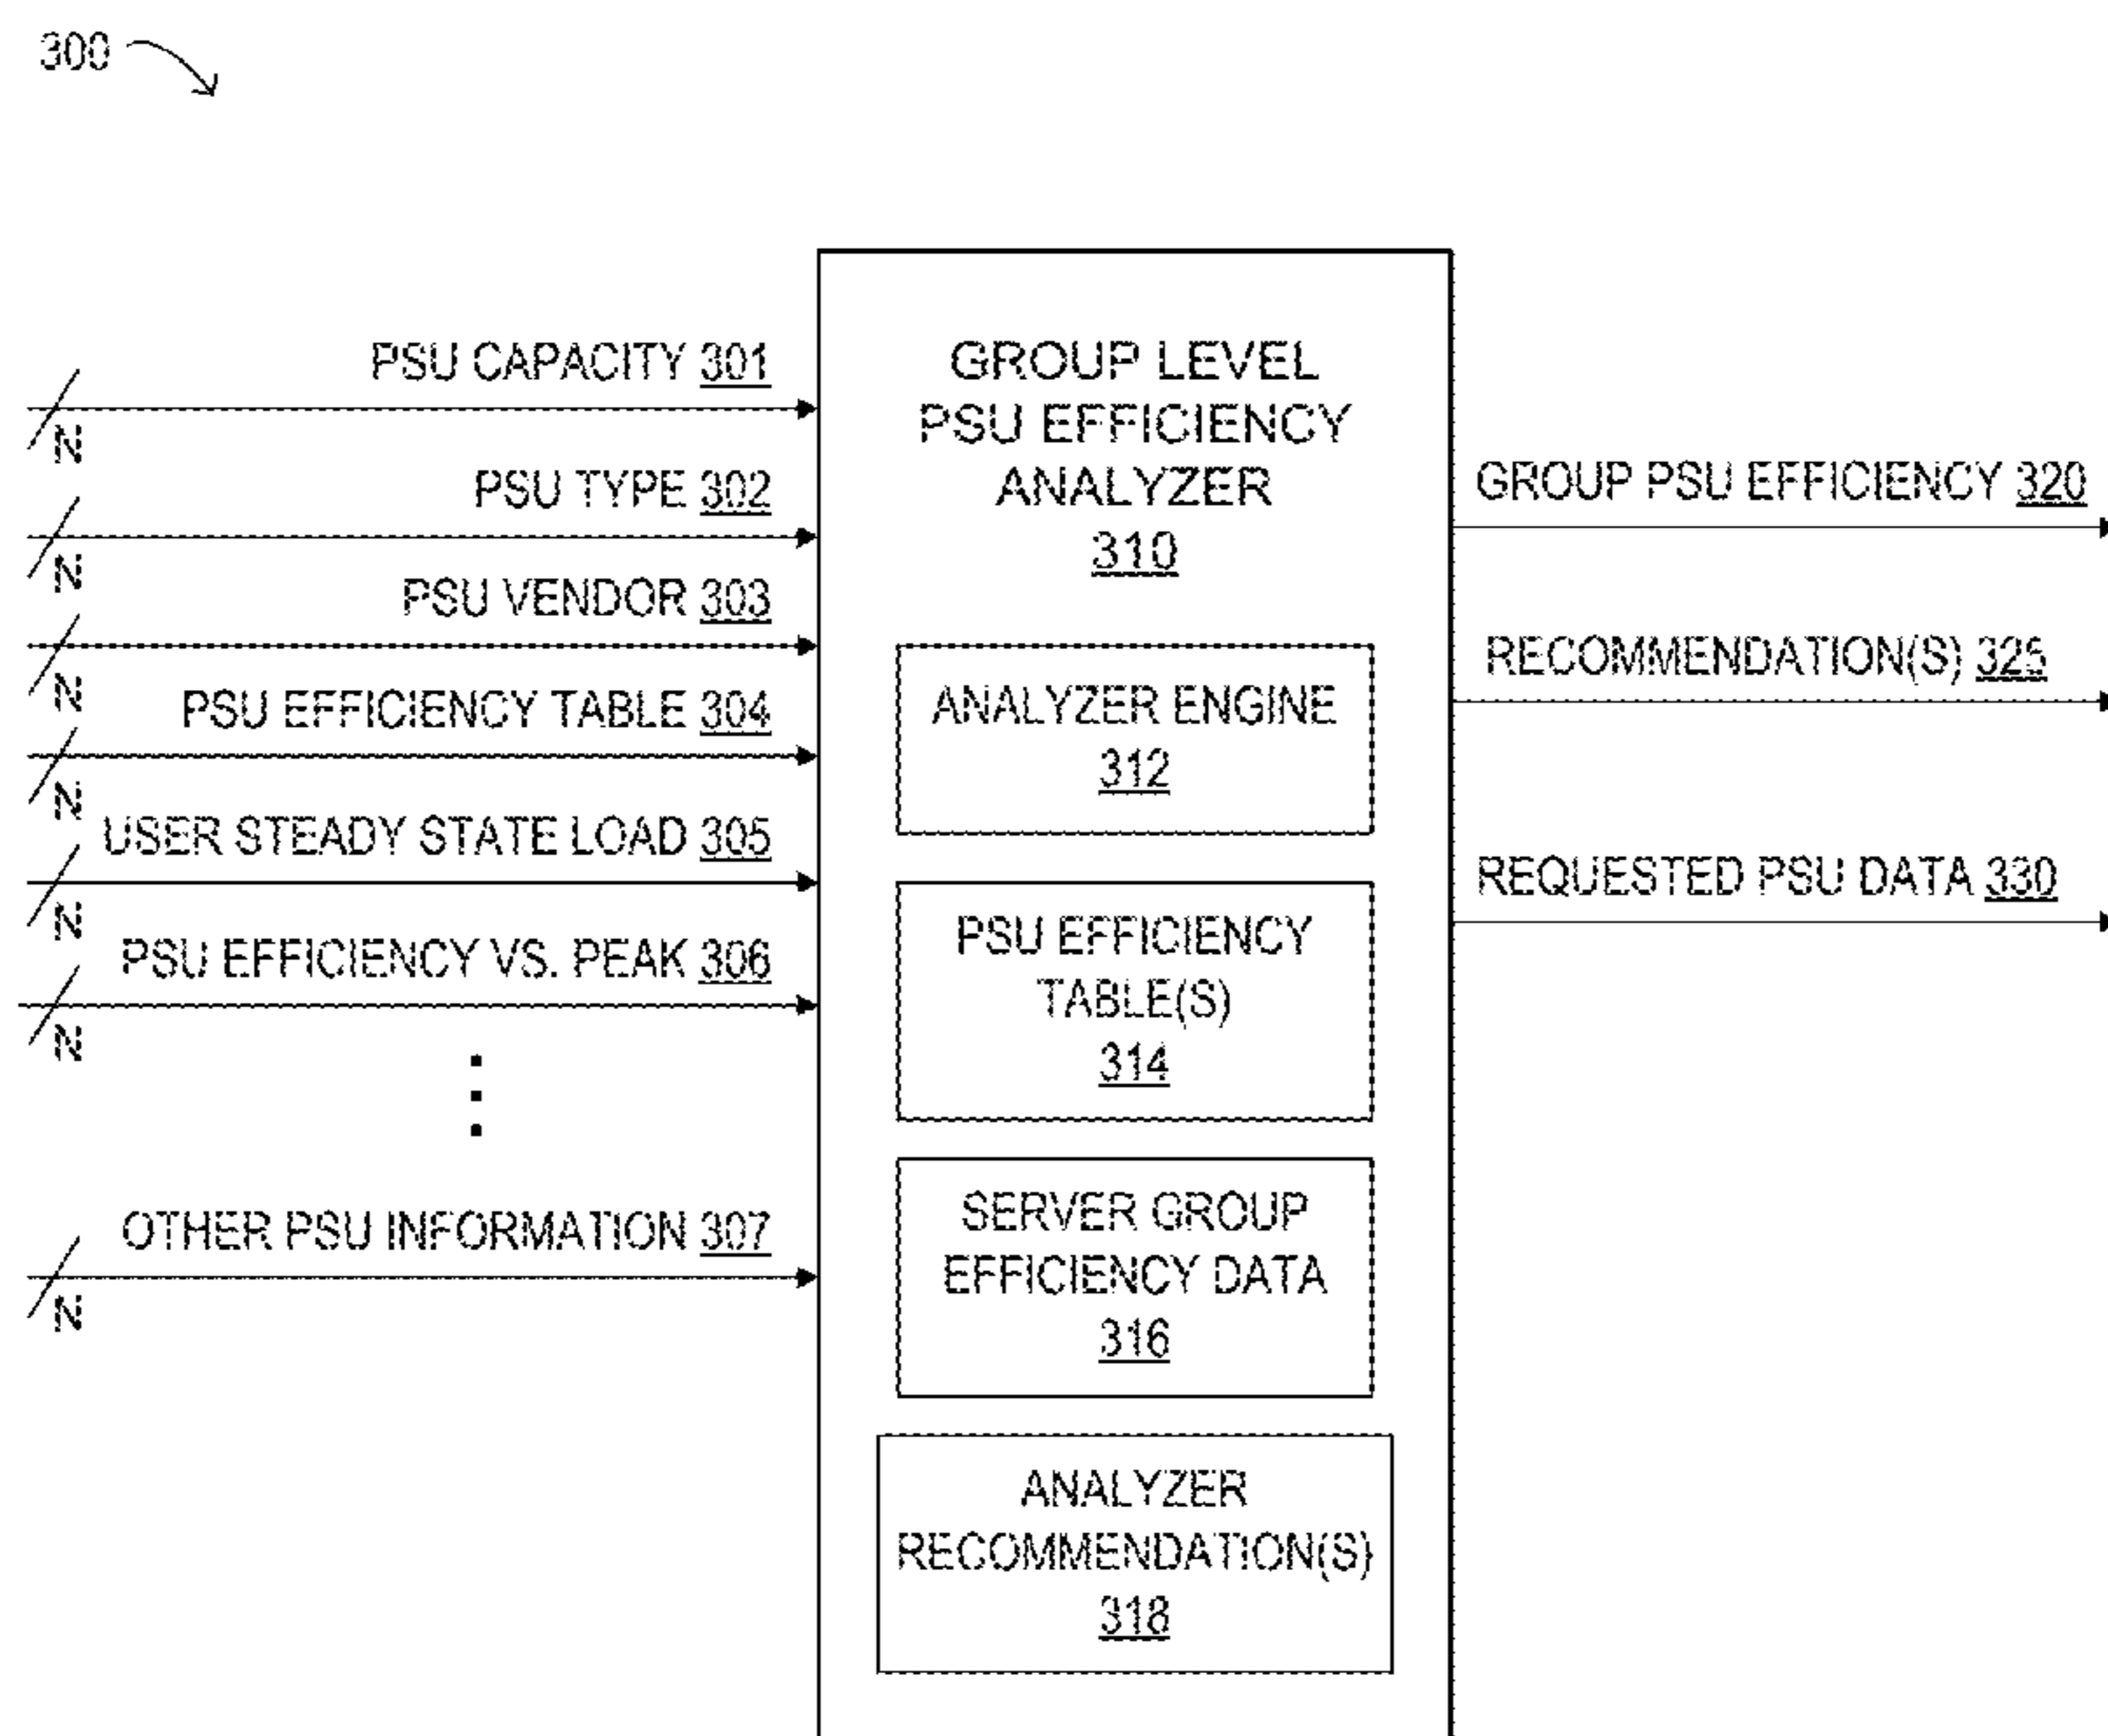 300
PSU CAPACITY 301
N
PSU TYPE 302
N
PSU VENDOR 303
N
PSU EFFICIENCY TABLE 304
N
USER STEADY STATE LOAD 305
N
PSU EFFICIENCY VS. PEAK 306
N
OTHER PSU INFORMATION 307
N
GROUP LEVEL
PSU EFFICIENCY
ANALYZER
310
ANALYZER ENGINE
312
PSU EFFICIENCY
TABLE(S)
314
SERVER GROUP
EFFICIENCY DATA
316
ANALYZER
RECOMMENDATION(S)
318
GROUP PSU EFFICIENCY 320
RECOMMENDATION(S) 325
REQUESTED PSU DATA 330